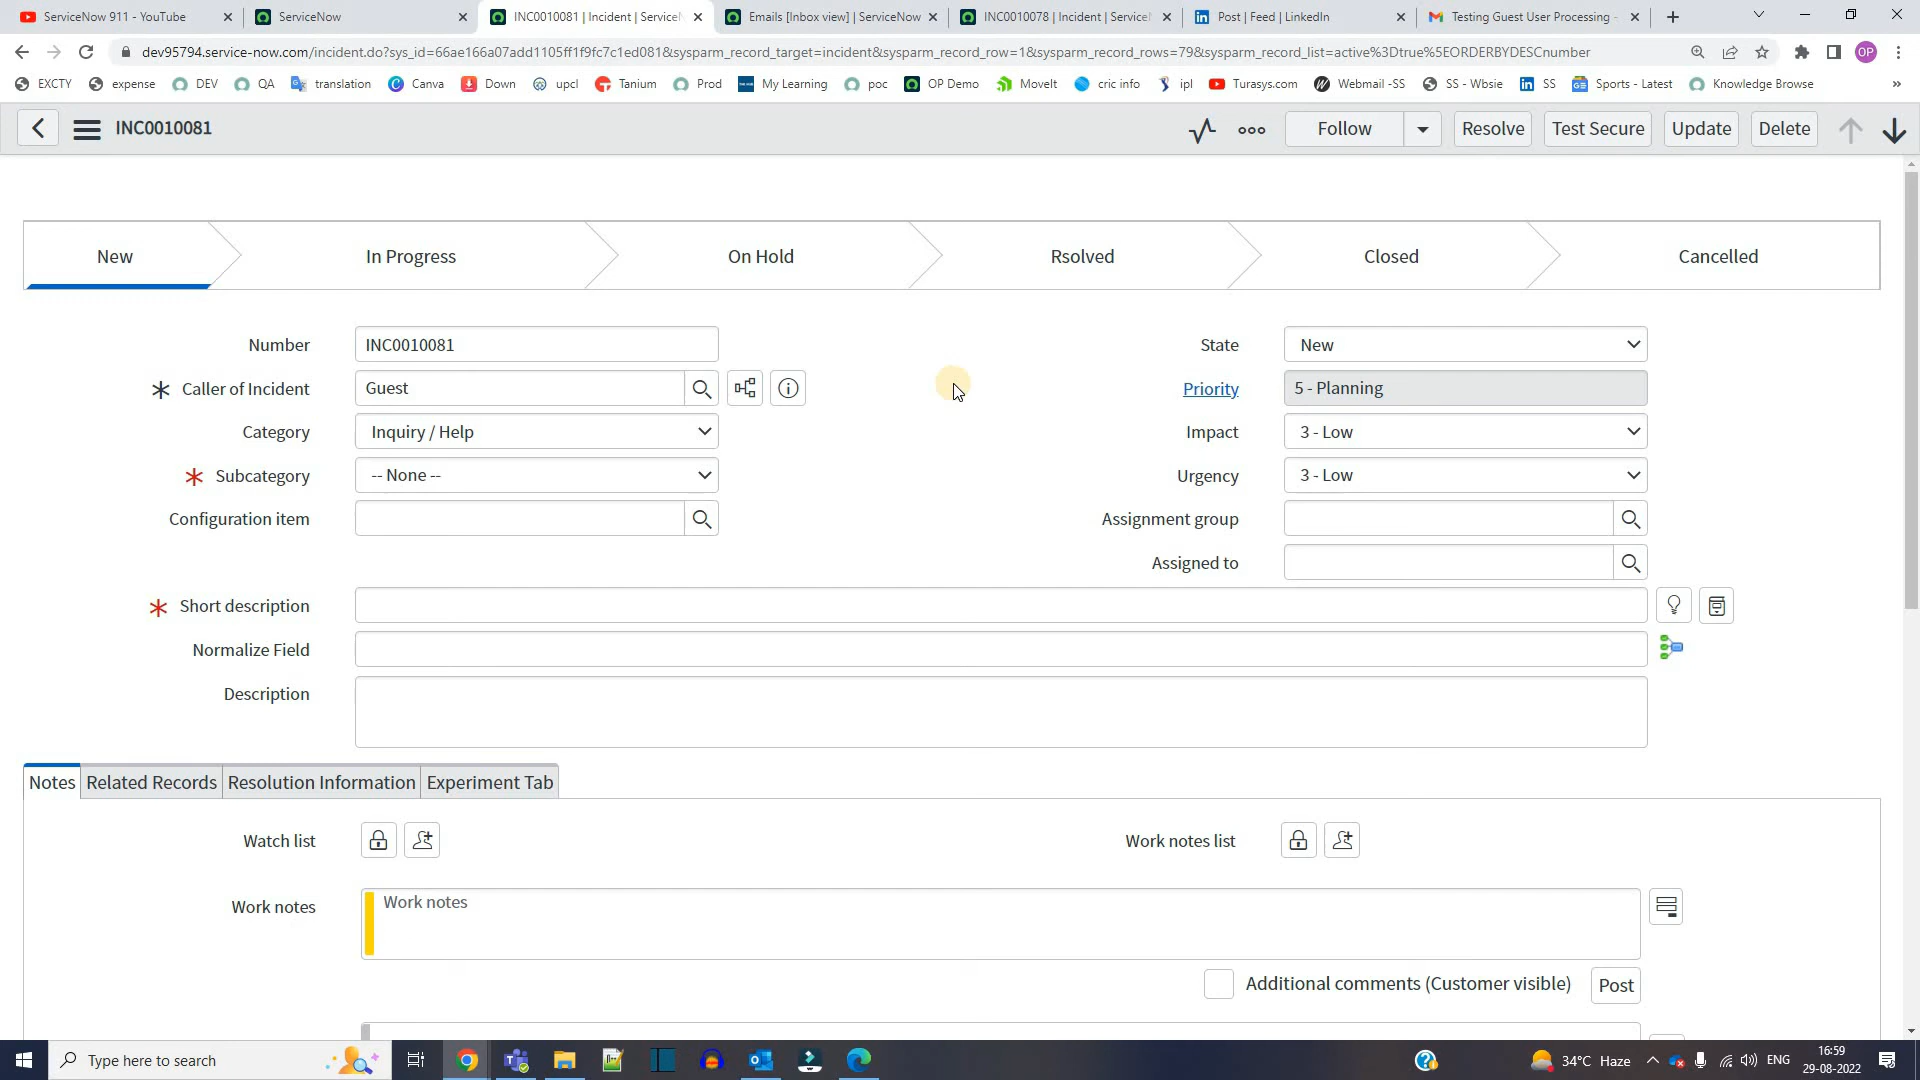 ServiceNow 911 - YouTube
ServiceNow
INC0010081 | Incident | Service
Emails [Inbox view] | ServiceNow
INC0010078 | Incident | Service
Post | Feed | LinkedIn
Testing Guest User Processing -
dev95794.service-now.com/incident.do?sys_id=66ae166a07add1105ff1f9fc7c1ed081&sysparm_record_target=incident&sysparm_record_row=1&sysparm_record_rows=79&sysparm_record_list=active%3Dtrue%5EORDERBYDESCnumber
OP
EXCTY
expense
DEV
QA
translation
Canva
Down
upcl
Tanium
Prod
My Learning
poc
OP Demo
MoveIt
cric info
ipl
Turasys.com
Webmail -SS
SS - Wbsie
SS
Sports - Latest
Knowledge Browse
INC0010081
Follow
Resolve
Test Secure
Update
Delete
New
In Progress
On Hold
Rsolved
Closed
Cancelled
Number
INC0010081
State
New
Caller of Incident
Guest
Priority
5 - Planning
Category
Inquiry / Help
Impact
3 - Low
Subcategory
-- None --
Urgency
3 - Low
Configuration item
Assignment group
Assigned to
Short description
Normalize Field
Description
Notes
Related Records
Resolution Information
Experiment Tab
Watch list
Work notes list
Work notes
Work notes
Additional comments (Customer visible)
Post
Type here to search
34°C Haze
ENG
16:59
29-08-2022